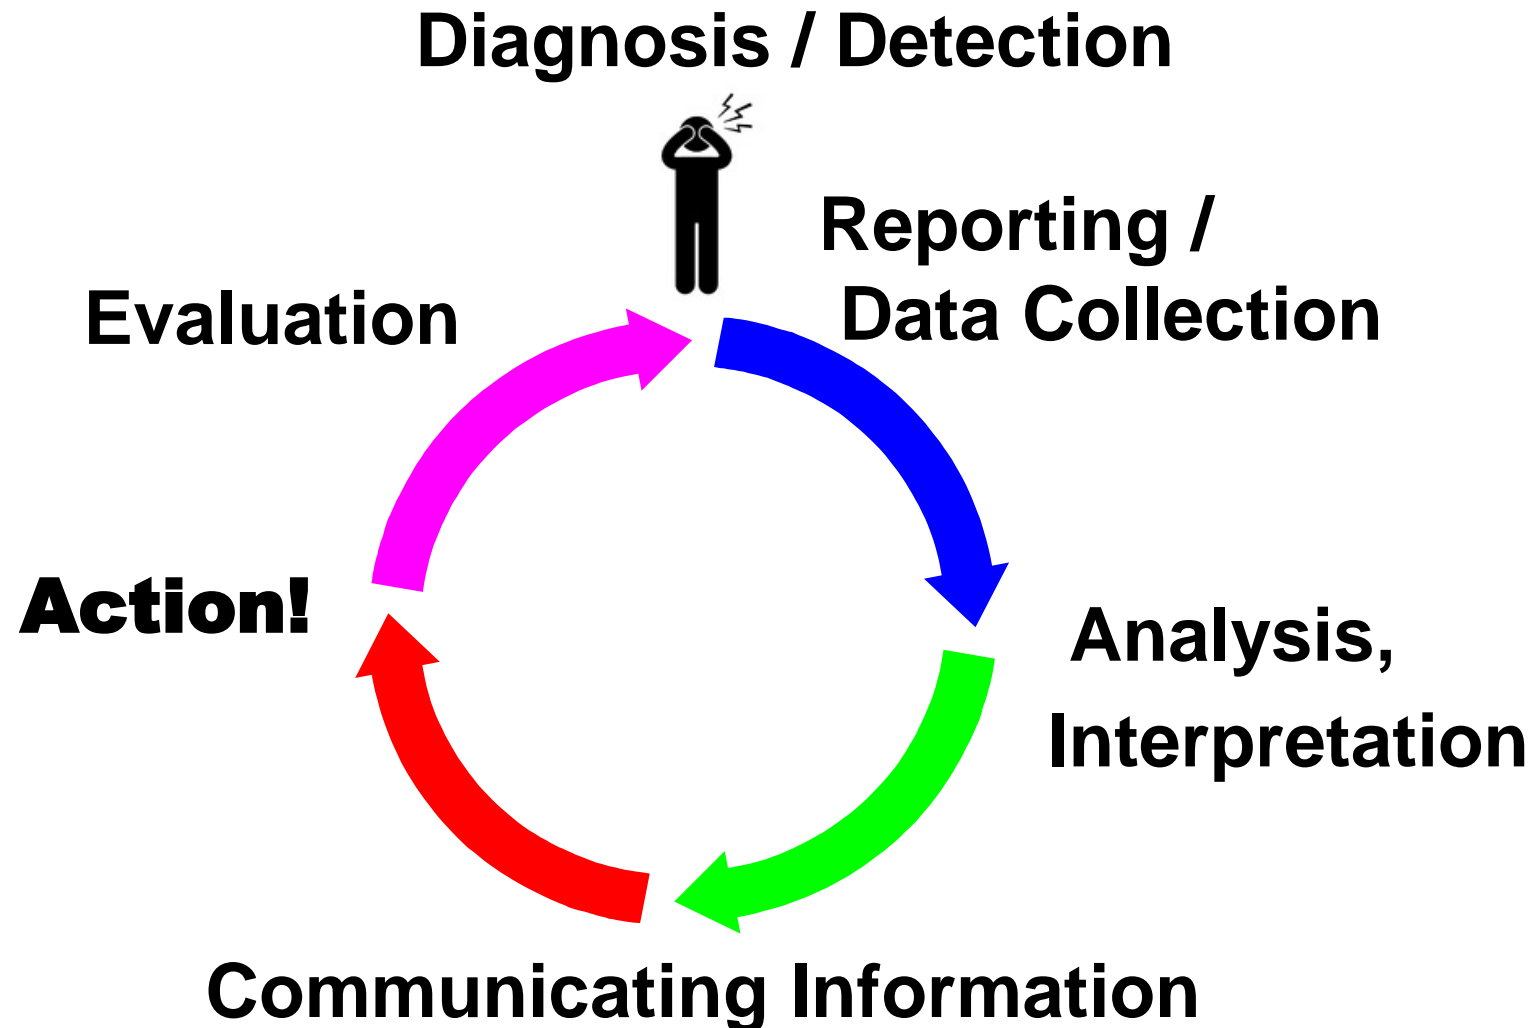 Diagnosis / Detection
Reporting /
Data Collection
Analysis,
Interpretation
Communicating Information
Action!
Evaluation